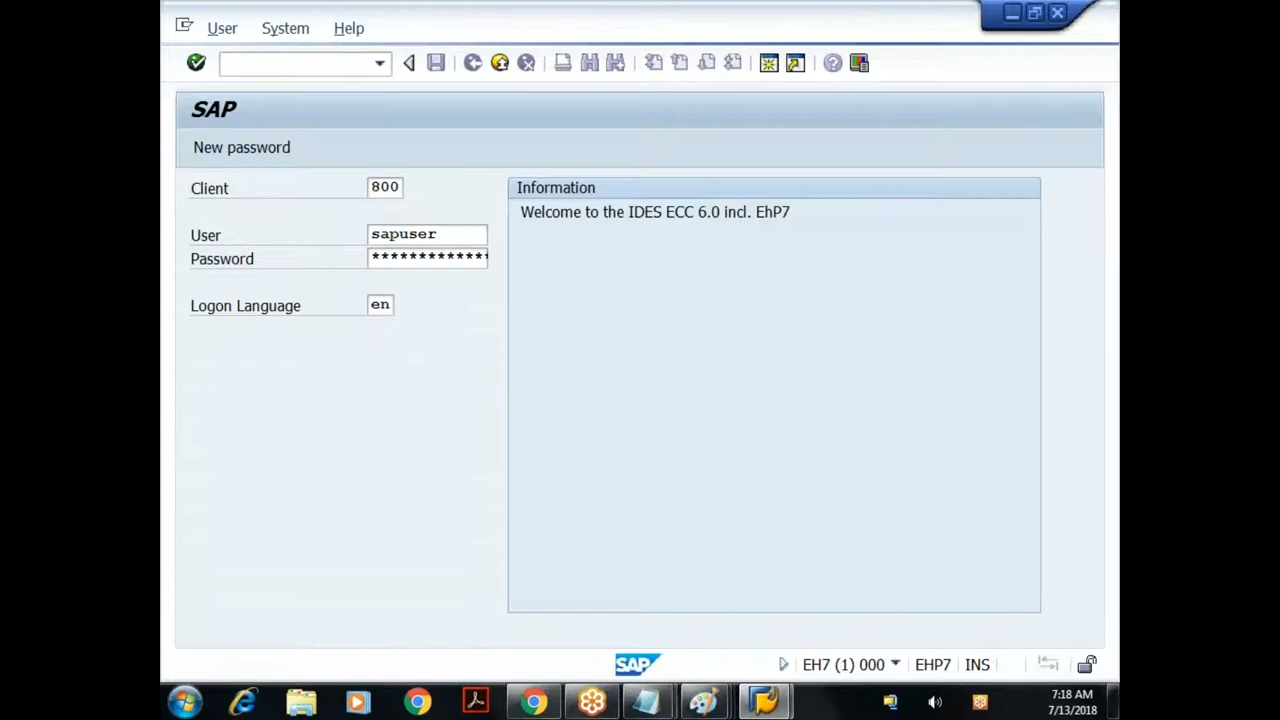 User System Help
SAP
New password
Client 800
Information
Welcome to the IDES ECC 6.0 incl. EhP7
User sapuser
Password *************
Logon Language en
SAP
EH7 (1) 000 EHP7 INS
7:18 AM
7/13/2018